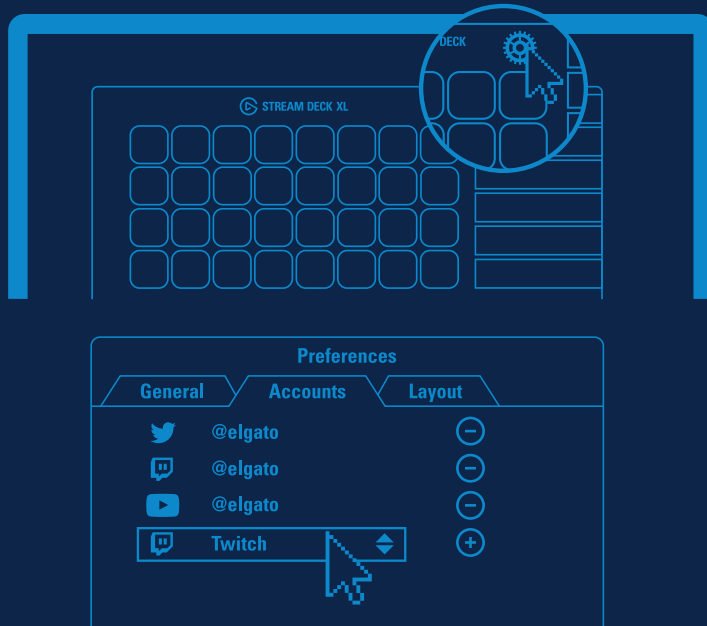 DECK
STREAM DECK XL
Preferences
General Accounts Layout
@elgato
@elgato
@elgato
Twitch